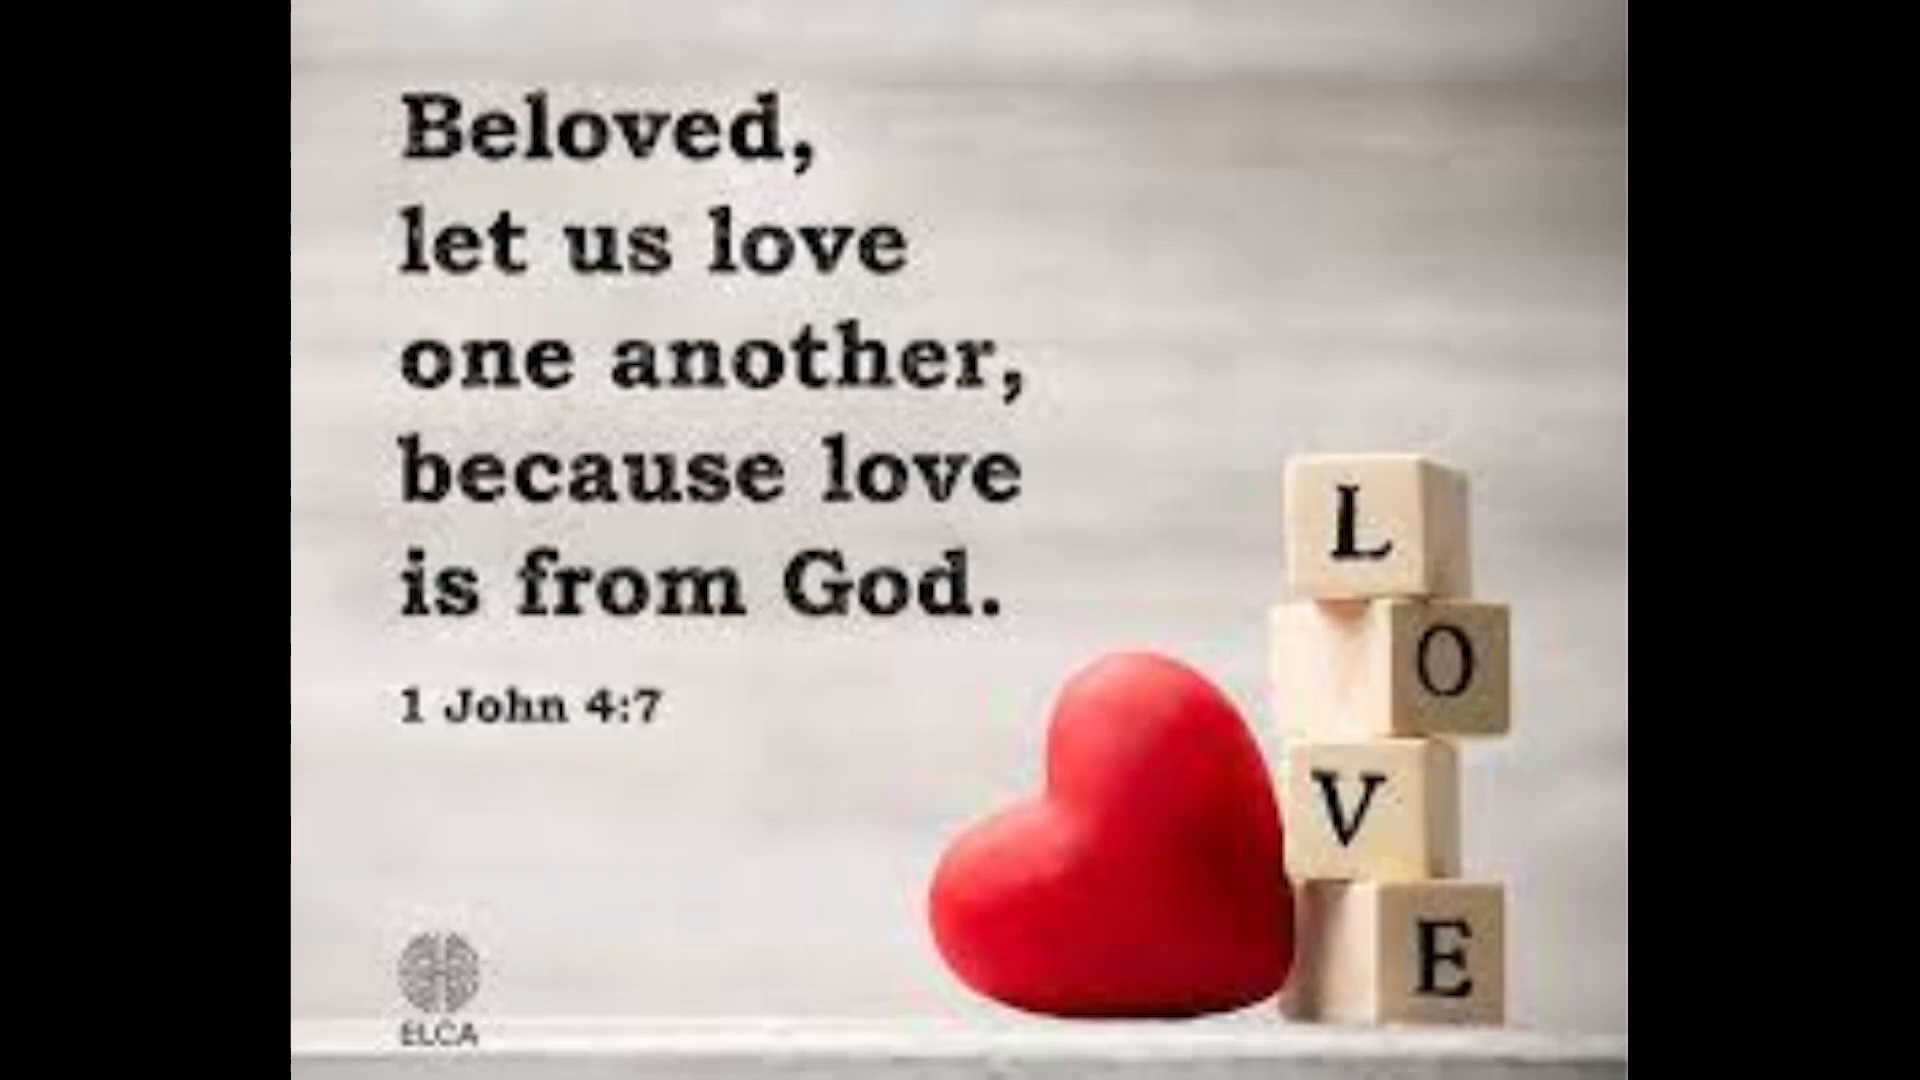 Beloved,
let us love
one another,
because love
is from God.
1 John 4:7
L
O
V
E
ELCA